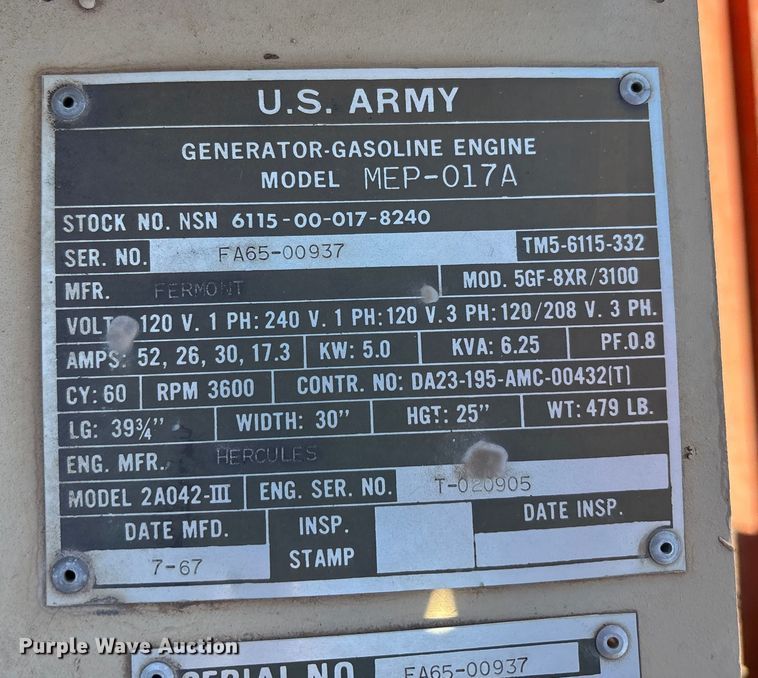 U.S. ARMY
GENERATOR-GASOLINE ENGINE
MODEL MEP-017A
STOCK NO. NSN 6115-00-017-8240
SER. NO. FA65-00937 TM5-6115-332
MFR. FERMONT MOD. 5GF-8XR/3100
VOLT 120 V. 1 PH: 240 V. 1 PH: 120 V. 3 PH: 120/208 V. 3 PH.
AMPS: 52, 26, 30, 17.3 KW: 5.0 KVA: 6.25 PF.0.8
CY: 60 RPM 3600 CONTR. NO: DA23-195-AMC-00432(T)
LG: 39¾" WIDTH: 30" HGT: 25" WT: 479 LB.
ENG. MFR. HERCULES
MODEL 2A042-III ENG. SER. NO. T-020905
DATE MFD. INSP. STAMP DATE INSP.
7-67
Purple Wave Auction
SERIAL NO. FA65-00937